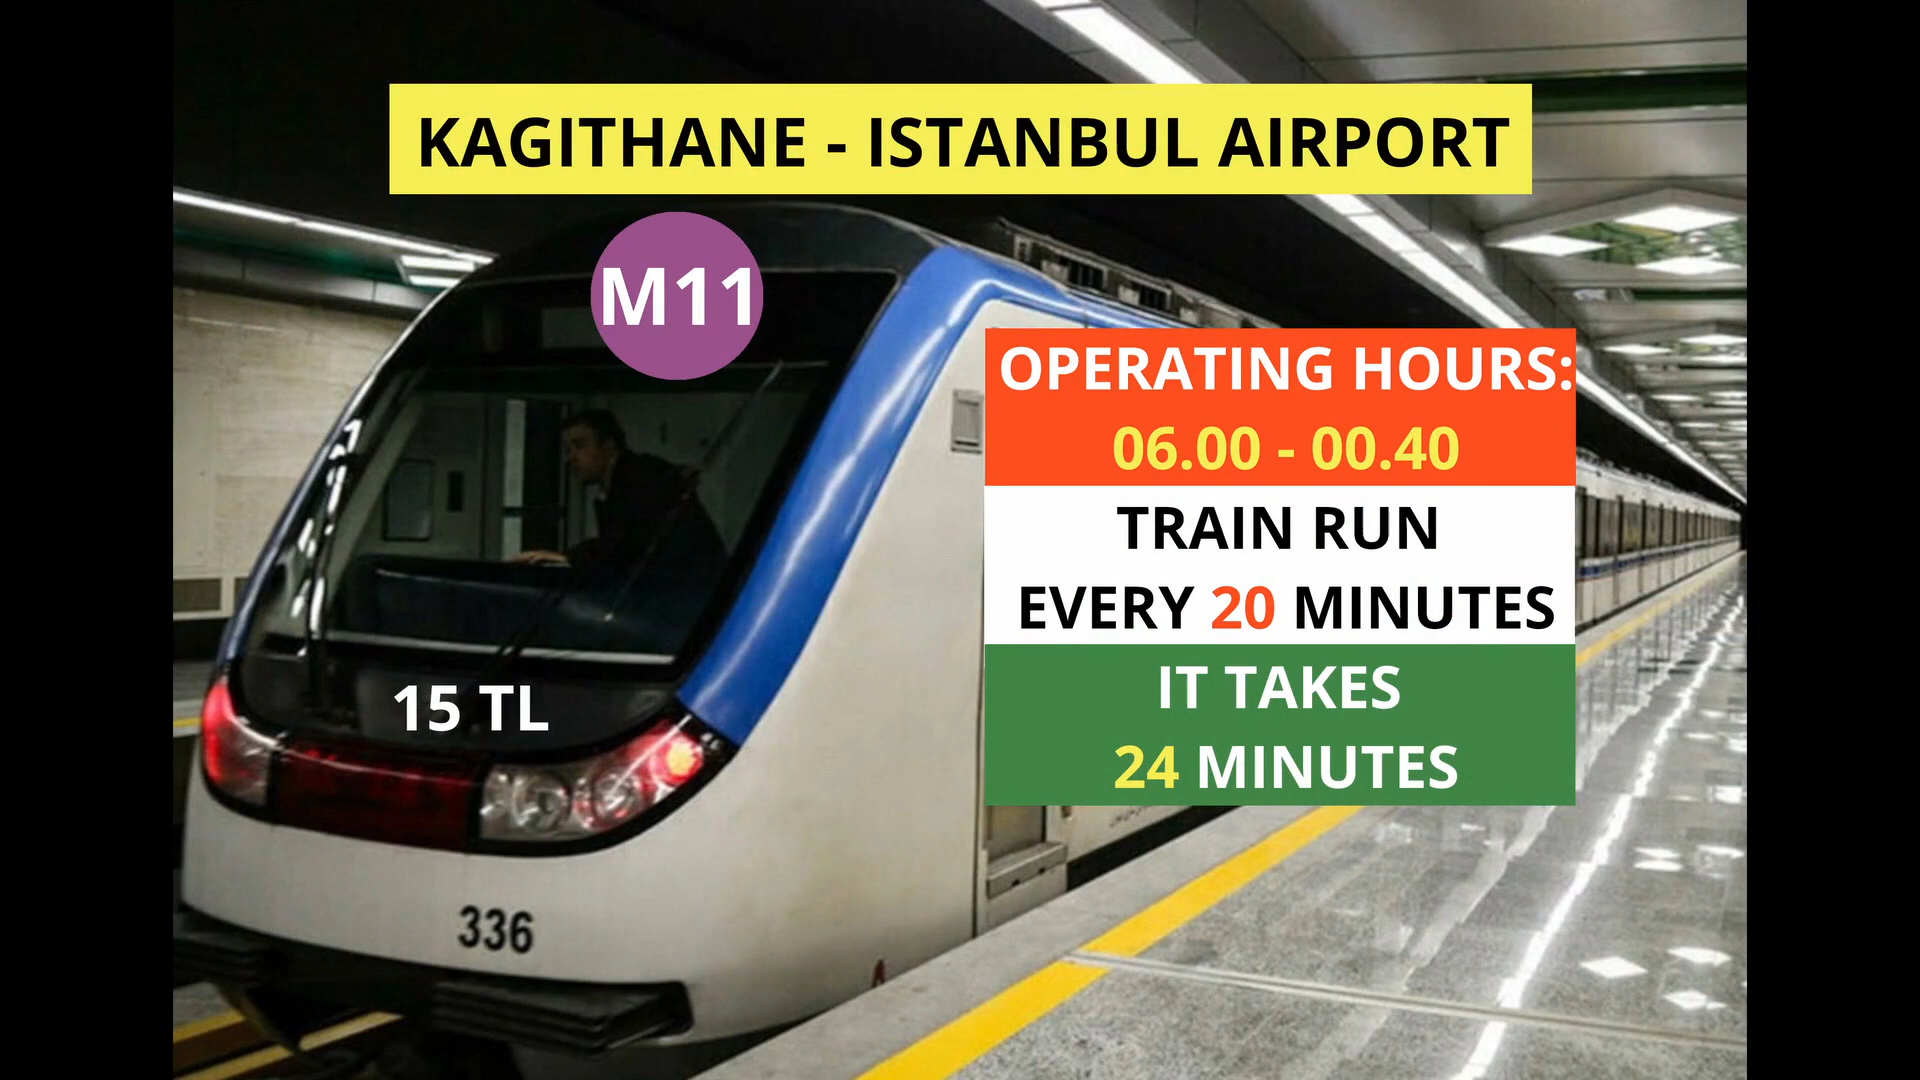 KAGITHANE - ISTANBUL AIRPORT
M11
OPERATING HOURS:
06.00 - 00.40
TRAIN RUN
EVERY 20 MINUTES
IT TAKES
24 MINUTES
15 TL
336